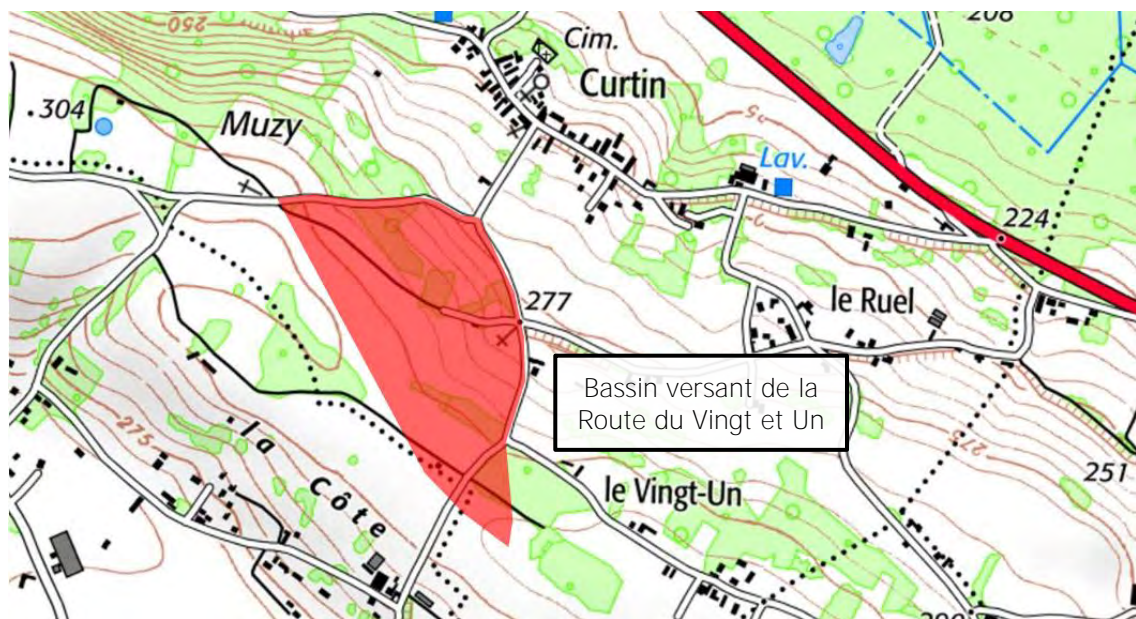 250
208
Cim.
Curtin
.304
Muzy
Lav.
224
277
le Ruel
Bassin versant de la
Route du Vingt et Un
275
275
251
la Côte
le Vingt-Un